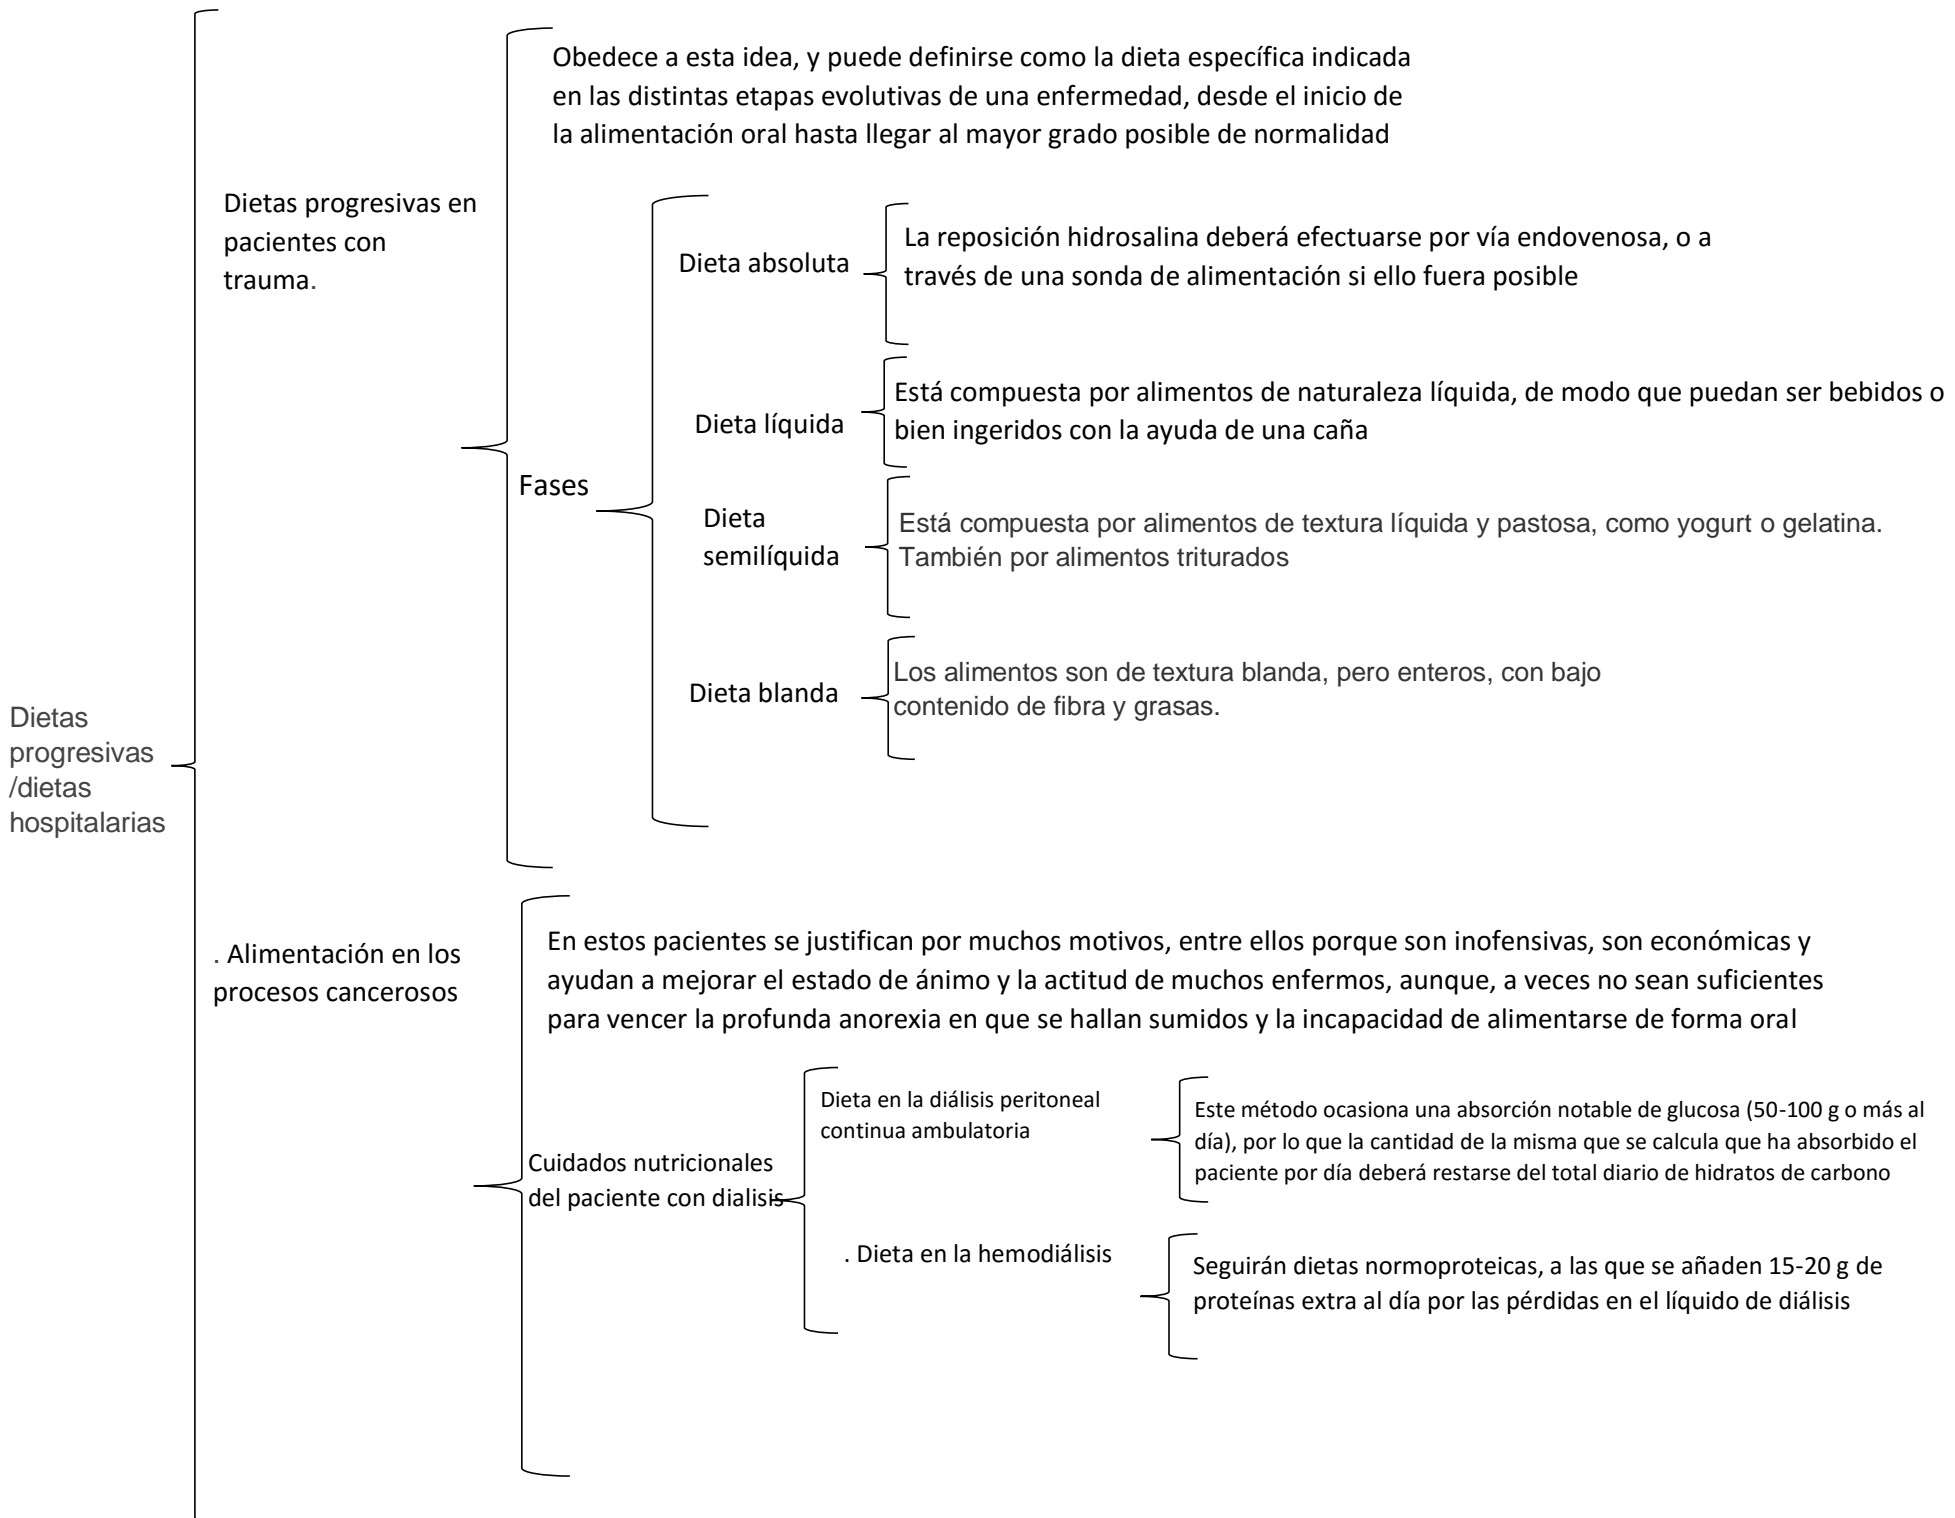 Obedece a esta idea, y puede definirse como la dieta específica indicada
en las distintas etapas evolutivas de una enfermedad, desde el inicio de
la alimentación oral hasta llegar al mayor grado posible de normalidad
Dietas progresivas en
pacientes con
trauma.
Dieta absoluta
La reposición hidrosalina deberá efectuarse por vía endovenosa, o a
través de una sonda de alimentación si ello fuera posible
Dieta líquida
Está compuesta por alimentos de naturaleza líquida, de modo que puedan ser bebidos o
bien ingeridos con la ayuda de una caña
Fases
Dieta
semilíquida
Está compuesta por alimentos de textura líquida y pastosa, como yogurt o gelatina.
También por alimentos triturados
Dieta blanda
Los alimentos son de textura blanda, pero enteros, con bajo
contenido de fibra y grasas.
Dietas
progresivas
/dietas
hospitalarias
. Alimentación en los
procesos cancerosos
En estos pacientes se justifican por muchos motivos, entre ellos porque son inofensivas, son económicas y
ayudan a mejorar el estado de ánimo y la actitud de muchos enfermos, aunque, a veces no sean suficientes
para vencer la profunda anorexia en que se hallan sumidos y la incapacidad de alimentarse de forma oral
Cuidados nutricionales
del paciente con dialisis
Dieta en la diálisis peritoneal
continua ambulatoria
Este método ocasiona una absorción notable de glucosa (50-100 g o más al
día), por lo que la cantidad de la misma que se calcula que ha absorbido el
paciente por día deberá restarse del total diario de hidratos de carbono
. Dieta en la hemodiálisis
Seguirán dietas normoproteicas, a las que se añaden 15-20 g de
proteínas extra al día por las pérdidas en el líquido de diálisis